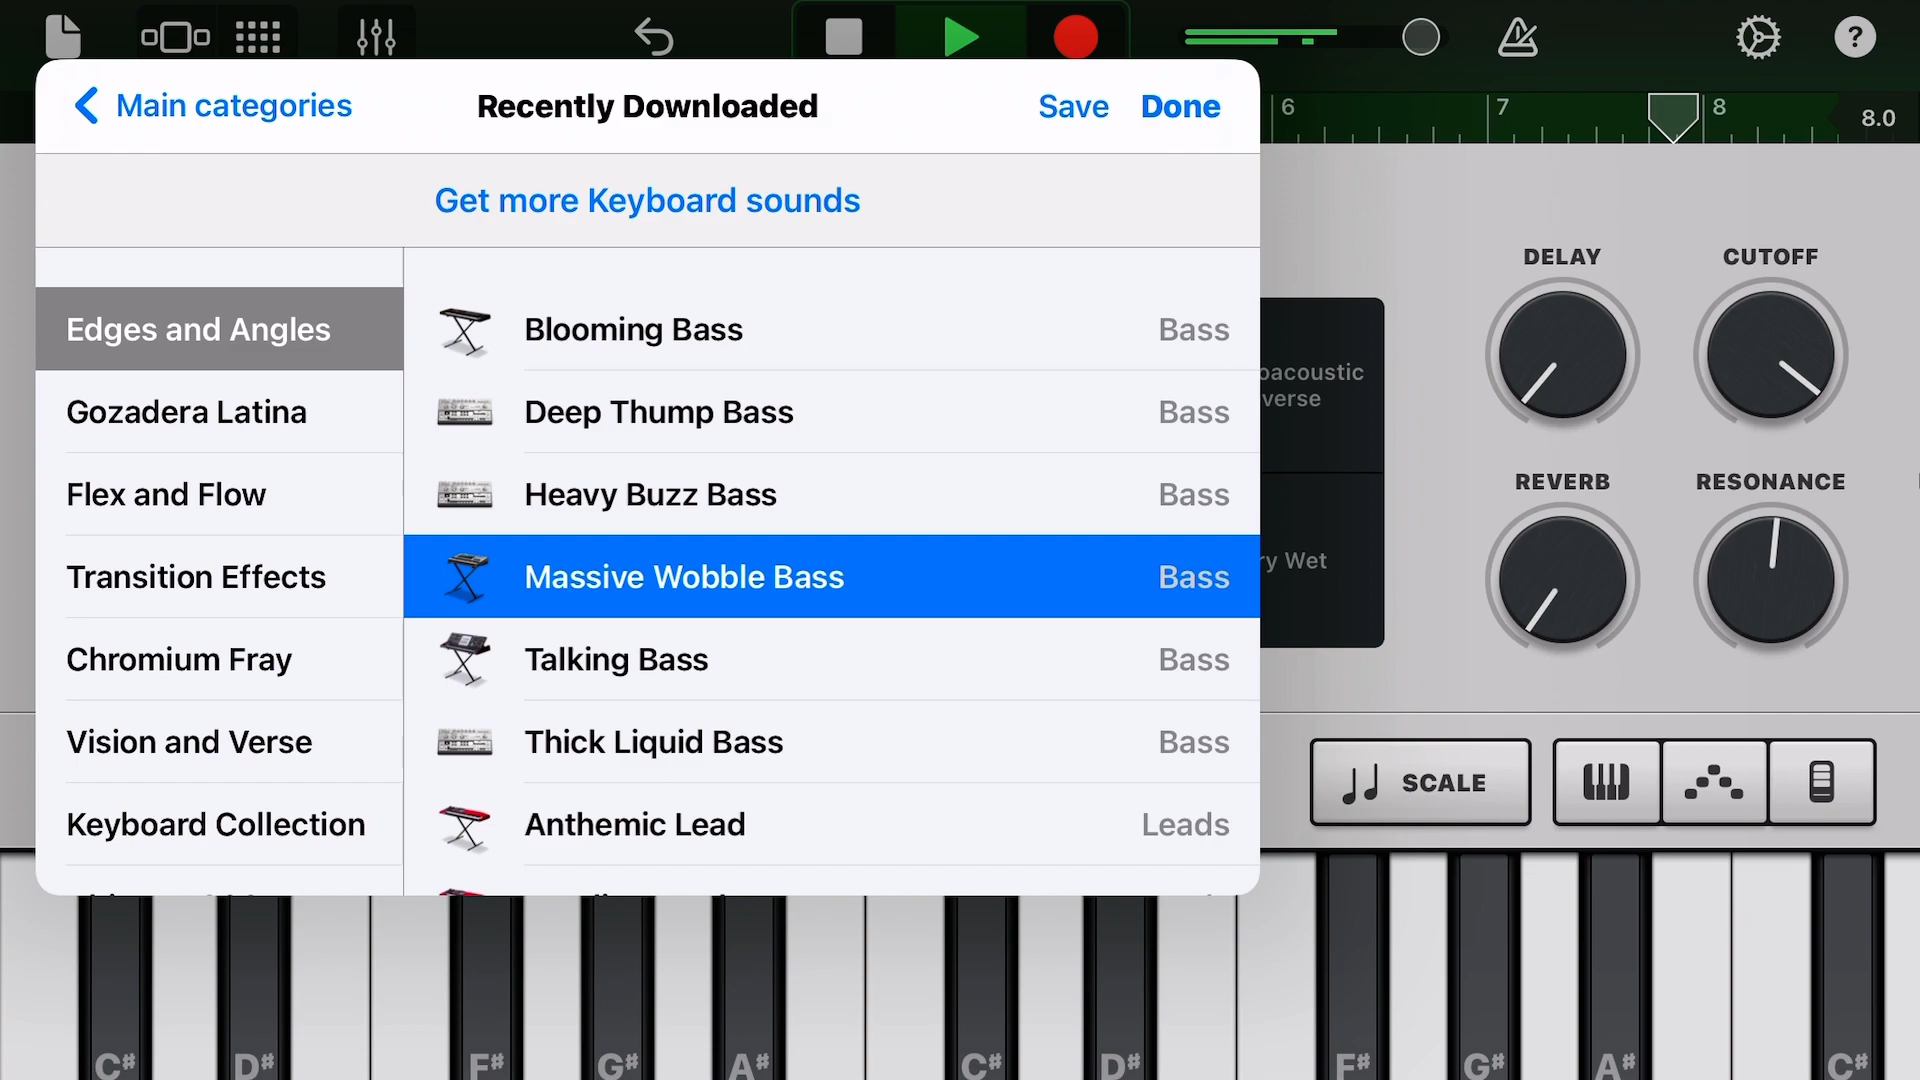 Main categories
Recently Downloaded
Save
Done
6
7
8
8.0
Get more Keyboard sounds
Edges and Angles
Gozadera Latina
Flex and Flow
Transition Effects
Chromium Fray
Vision and Verse
Keyboard Collection
Blooming Bass Bass
Deep Thump Bass Bass
Heavy Buzz Bass Bass
Massive Wobble Bass Bass
Talking Bass Bass
Thick Liquid Bass Bass
Anthemic Lead Leads
oacoustic
verse
ry Wet
DELAY
CUTOFF
REVERB
RESONANCE
SCALE
?
C# D# F# G# A# C# D# F# G# A# C#